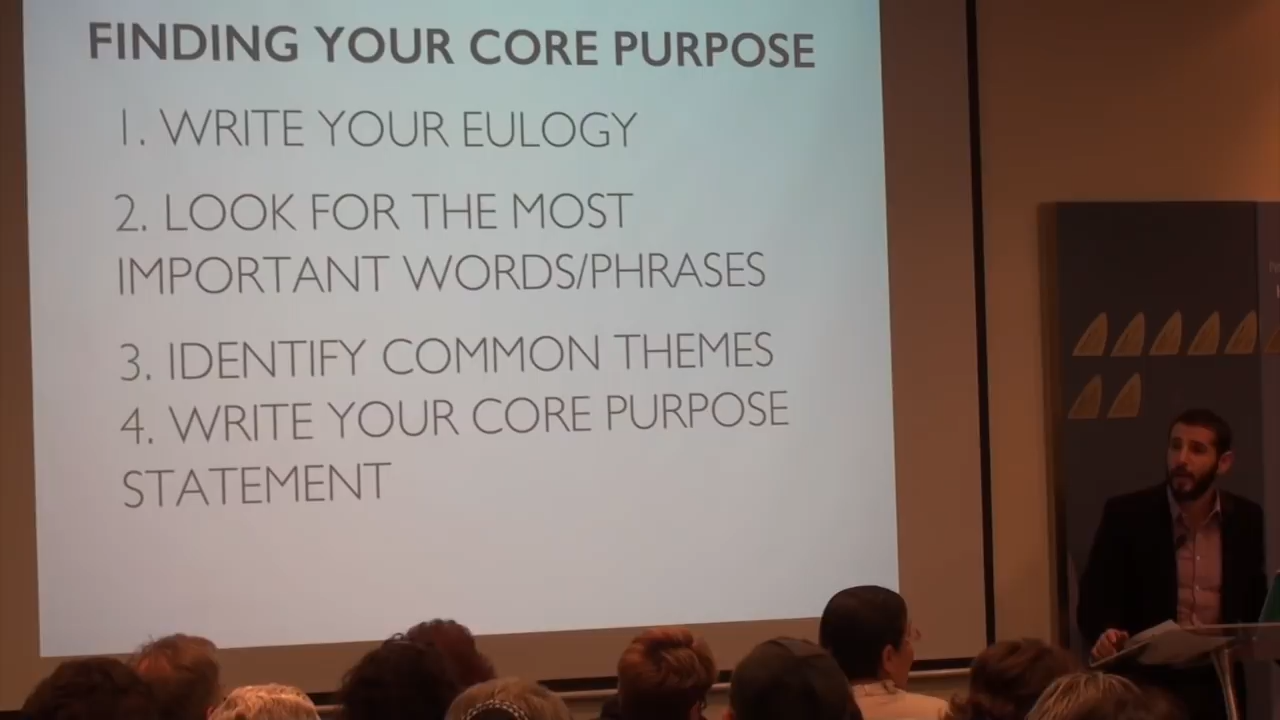 FINDING YOUR CORE PURPOSE
1. WRITE YOUR EULOGY
2. LOOK FOR THE MOST
IMPORTANT WORDS/PHRASES
3. IDENTIFY COMMON THEMES
4. WRITE YOUR CORE PURPOSE
STATEMENT